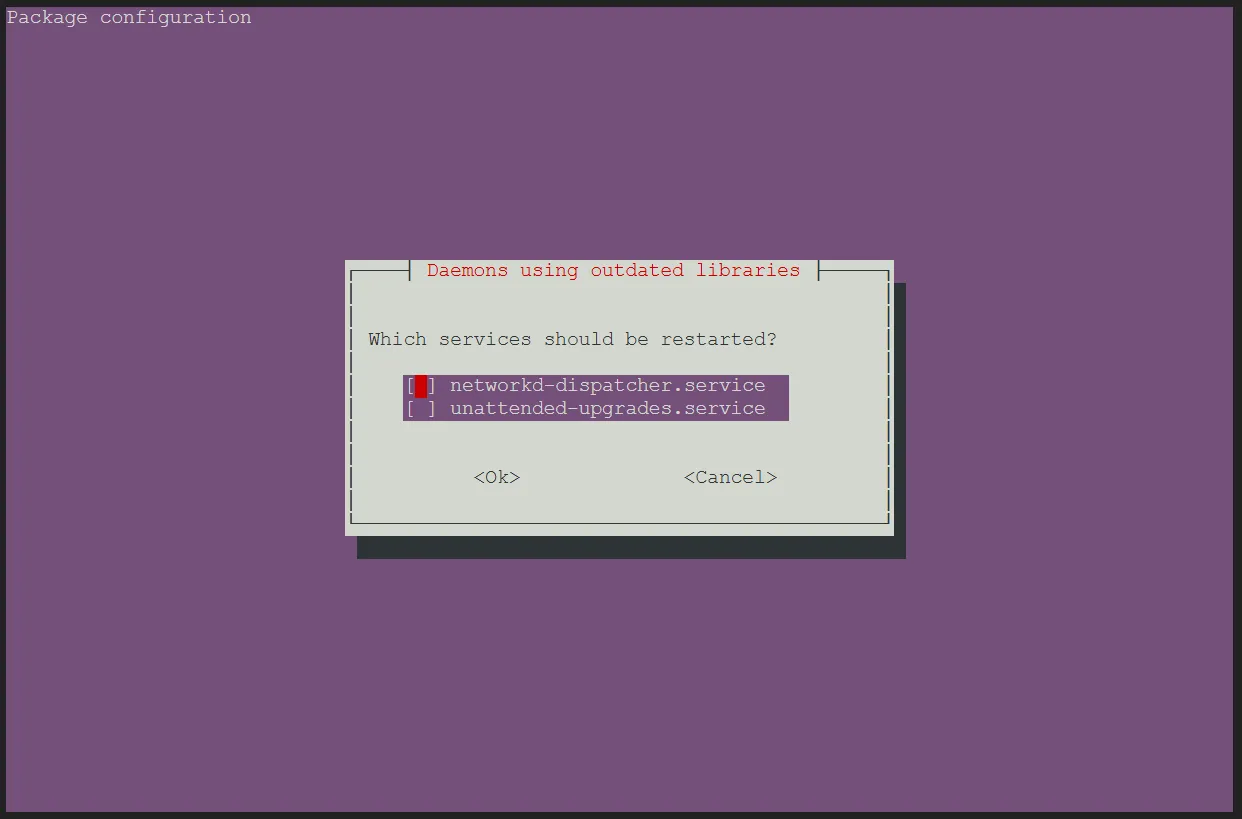 Package configuration
Daemons using outdated libraries
Which services should be restarted?
[ ] networkd-dispatcher.service
[ ] unattended-upgrades.service
<Ok> <Cancel>